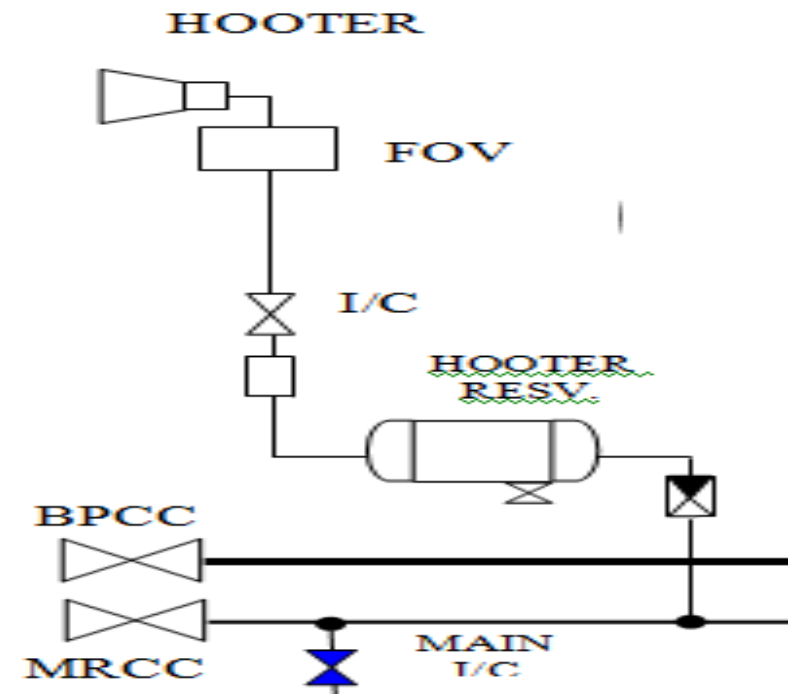 HOOTER
FOV
I/C
HOOTER
RESV.
BPCC
MRCC
MAIN
I/C